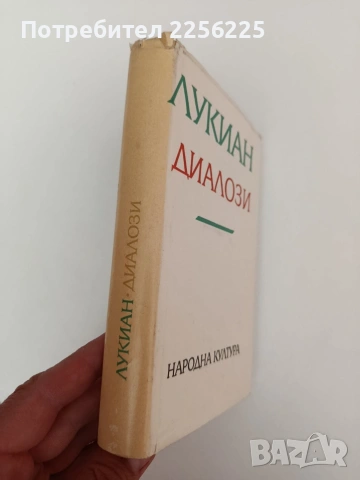 Потребител 2256225
ЛУКИАН
ДИАЛОЗИ
НАРОДНА КУЛТУРА
ЛУКИАН • ДИАЛОЗИ
BAZAR